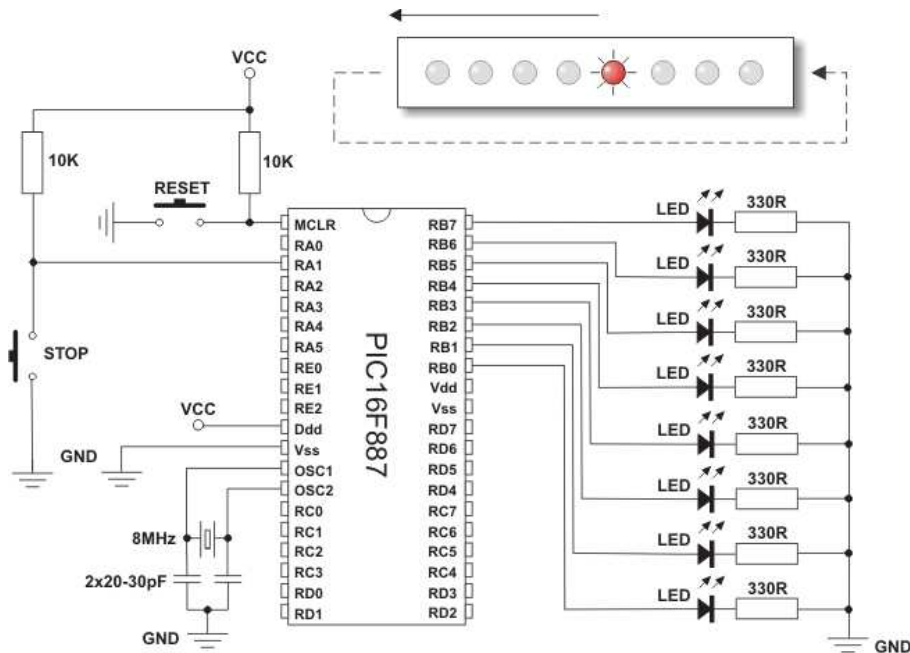 VCC
10K
10K
RESET
STOP
GND
VCC
GND
8MHz
2x20-30pF
PIC16F887
MCLR
RA0
RA1
RA2
RA3
RA4
RA5
RE0
RE1
RE2
Ddd
Vss
OSC1
OSC2
RC0
RC1
RC2
RC3
RD0
RD1
RB7
RB6
RB5
RB4
RB3
RB2
RB1
RB0
Vdd
Vss
RD7
RD6
RD5
RD4
RC7
RC6
RC5
RC4
RD3
RD2
LED 330R
LED 330R
LED 330R
LED 330R
LED 330R
LED 330R
LED 330R
LED 330R
GND